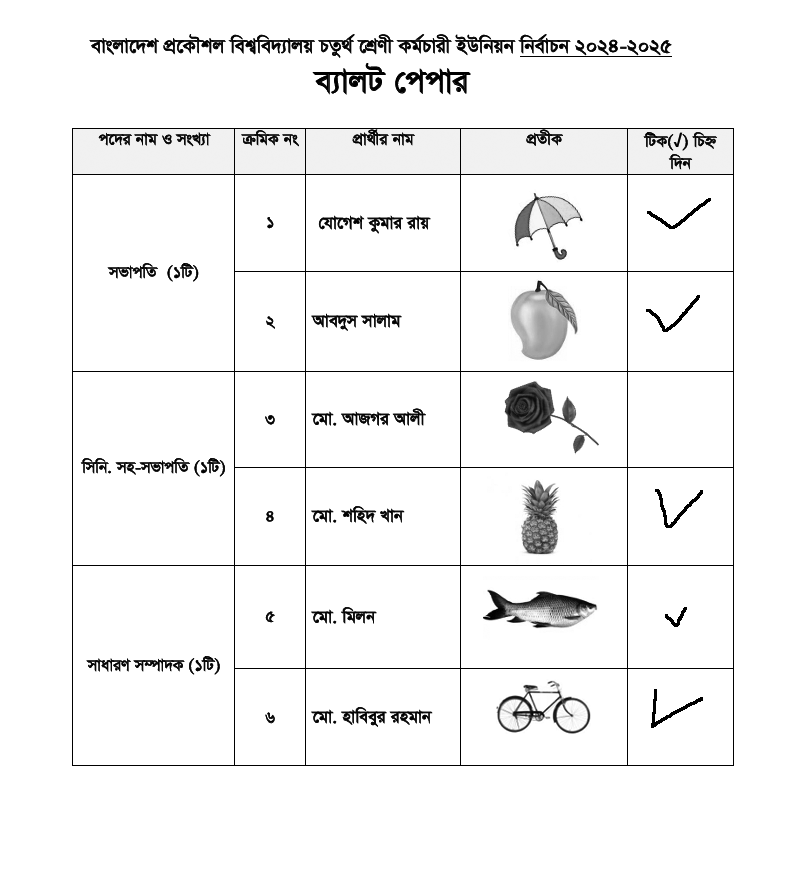 বাংলাদেশ প্রকৌশল বিশ্ববিদ্যালয় চতুর্থ শ্রেণী কর্মচারী ইউনিয়ন নির্বাচন ২০২৪-২০২৫
ব্যালট পেপার
পদের নাম ও সংখ্যা ক্রমিক নং প্রার্থীর নাম প্রতীক টিক(√) চিহ্ন
দিন
১ যোগেশ কুমার রায়
সভাপতি (১টি)
২ আবদুস সালাম
৩ মো. আজগর আলী
সিনি. সহ-সভাপতি (১টি)
৪ মো. শহিদ খান
৫ মো. মিলন
সাধারণ সম্পাদক (১টি)
৬ মো. হাবিবুর রহমান